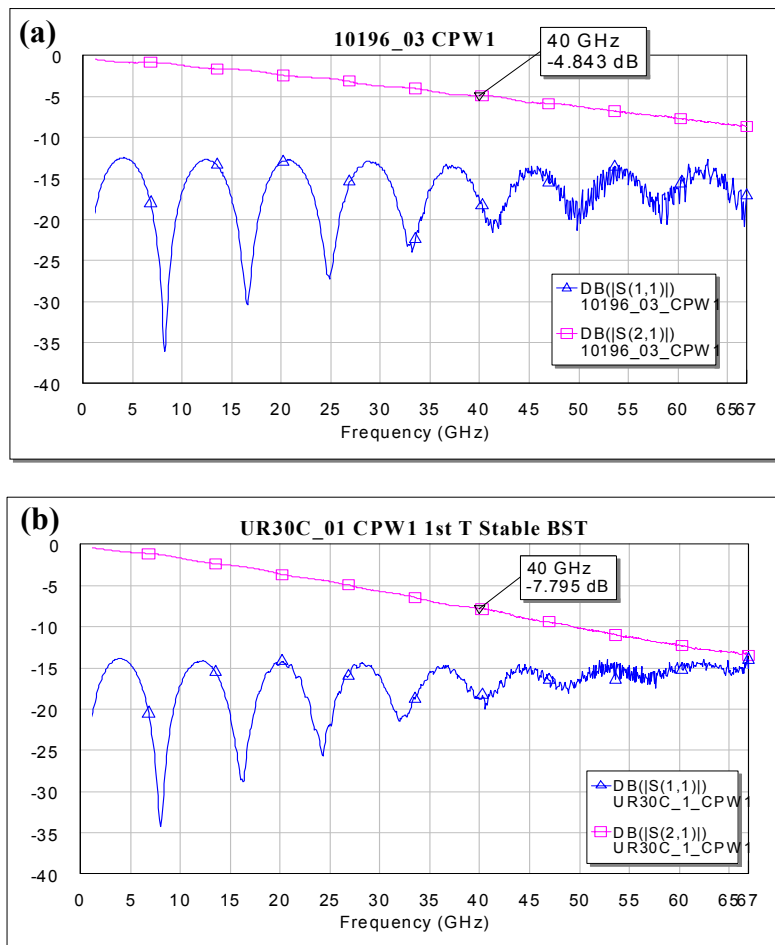 (a)
10196_03 CPW1
40 GHz
-4.843 dB
0
-5
-10
-15
-20
-25
-30
-35
-40
DB(|S(1,1)|)
10196_03_CPW1
DB(|S(2,1)|)
10196_03_CPW1
0 5 10 15 20 25 30 35 40 45 50 55 60 65 67
Frequency (GHz)
(b)
UR30C_01 CPW1 1st T Stable BST
40 GHz
-7.795 dB
0
-5
-10
-15
-20
-25
-30
-35
-40
DB(|S(1,1)|)
UR30C_1_CPW1
DB(|S(2,1)|)
UR30C_1_CPW1
0 5 10 15 20 25 30 35 40 45 50 55 60 65 67
Frequency (GHz)